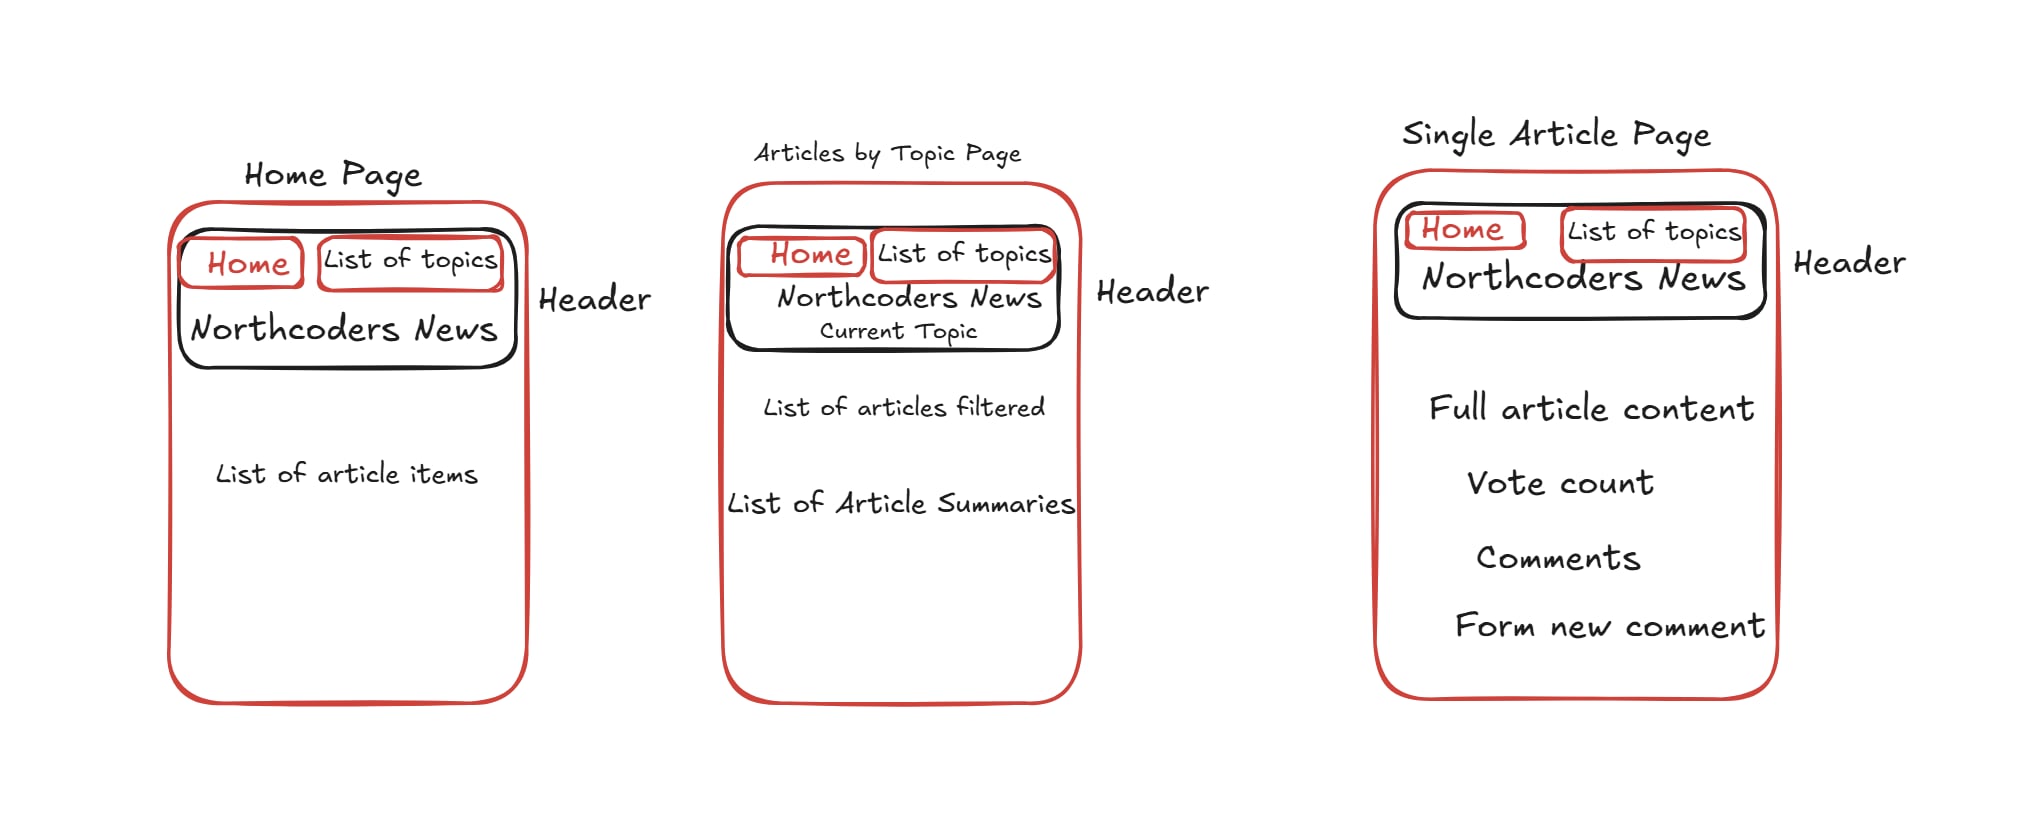 Home Page
Home
List of topics
Northcoders News
Header
List of article items
Articles by Topic Page
Home
List of topics
Northcoders News
Current Topic
Header
List of articles filtered
List of Article Summaries
Single Article Page
Home
List of topics
Northcoders News
Header
Full article content
Vote count
Comments
Form new comment